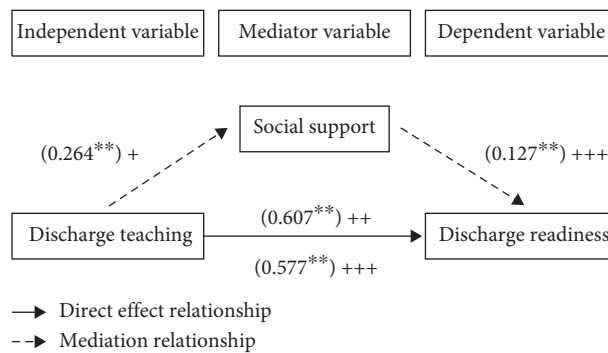 Independent variable
Mediator variable
Dependent variable
Social support
(0.264**) +
(0.127**) +++
Discharge teaching
(0.607**) ++
(0.577**) +++
Discharge readiness
Direct effect relationship
Mediation relationship